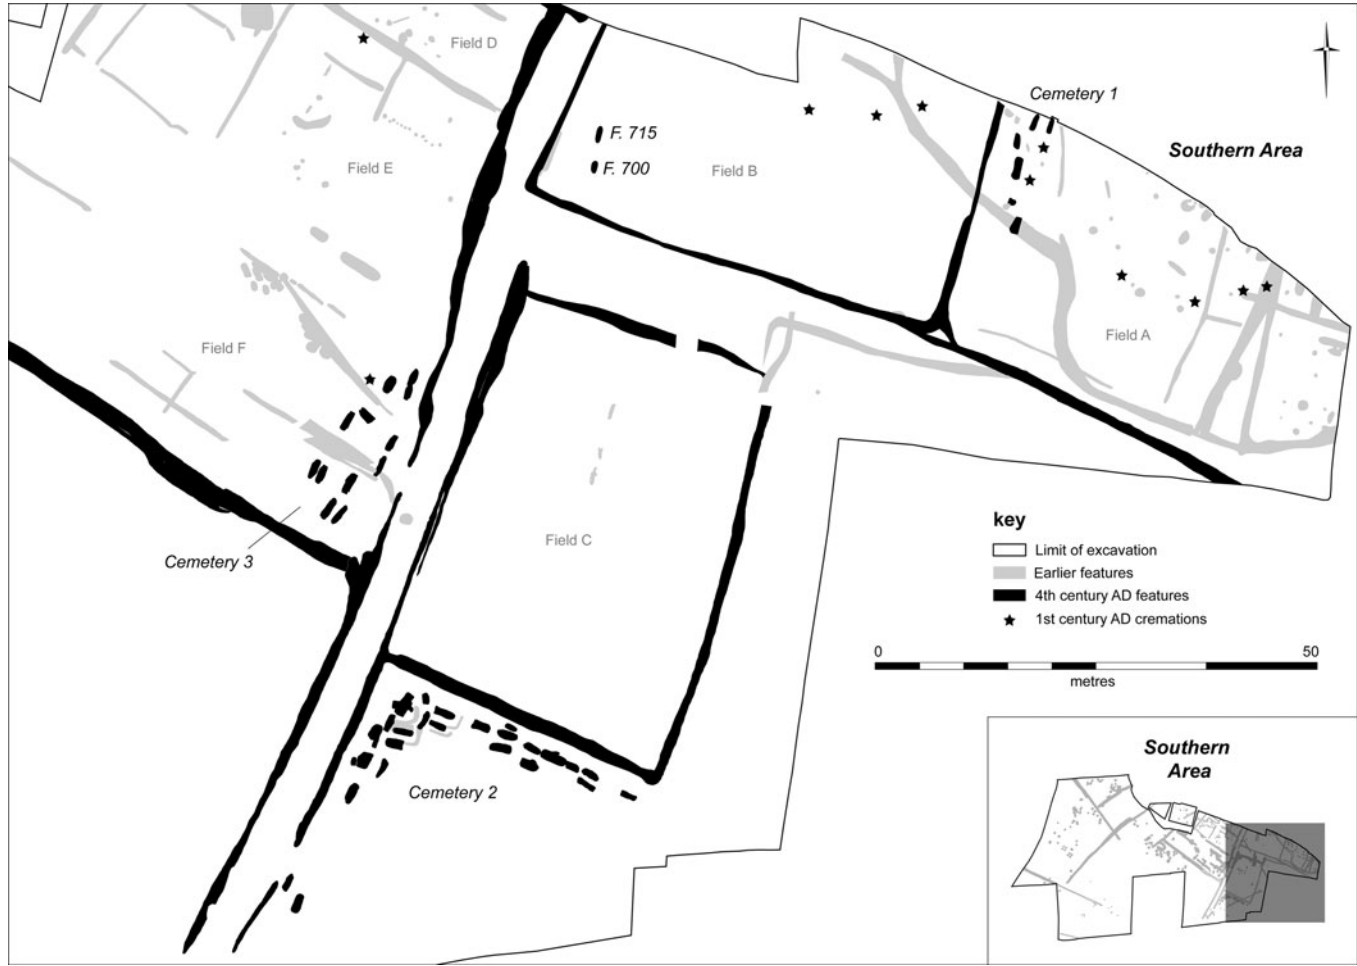 Field D
Cemetery 1
Southern Area
F. 715
F. 700
Field B
Field E
Field A
Field F
Field C
Cemetery 3
Cemetery 2
key
Limit of excavation
Earlier features
4th century AD features
1st century AD cremations
0
50
metres
Southern
Area